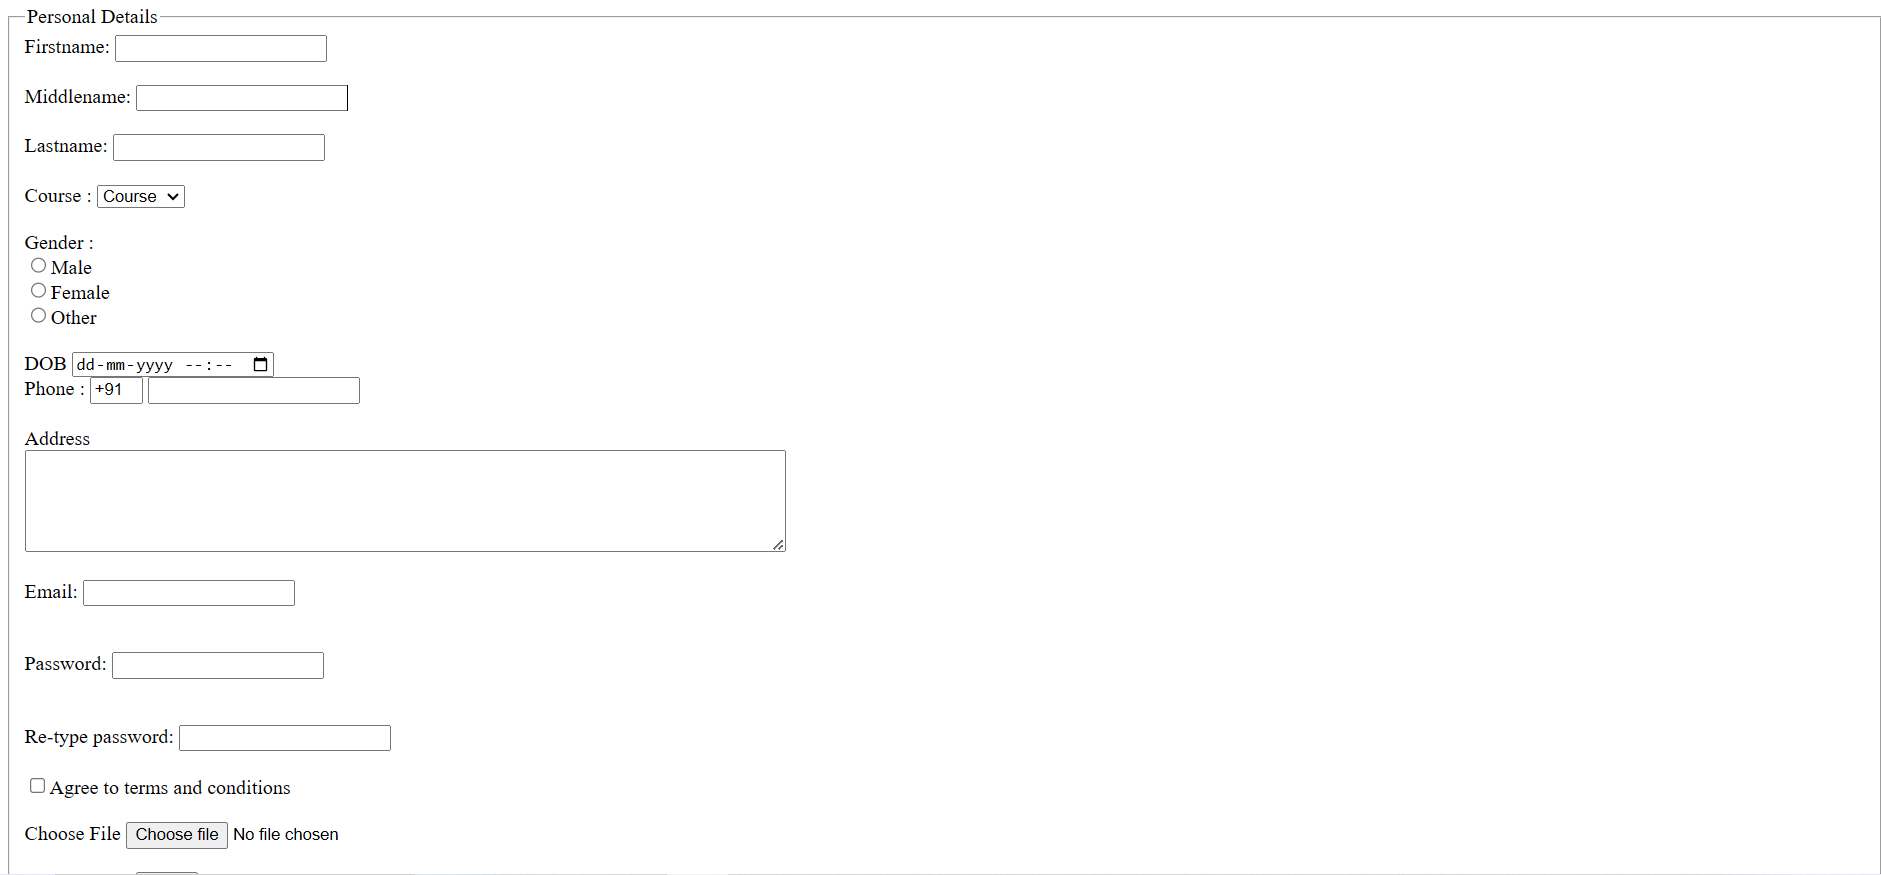 Personal Details
Firstname:
Middlename:
Lastname:
Course : Course
Gender :
Male
Female
Other
DOB dd-mm-yyyy --:--
Phone : +91
Address
Email:
Password:
Re-type password:
Agree to terms and conditions
Choose File Choose file No file chosen